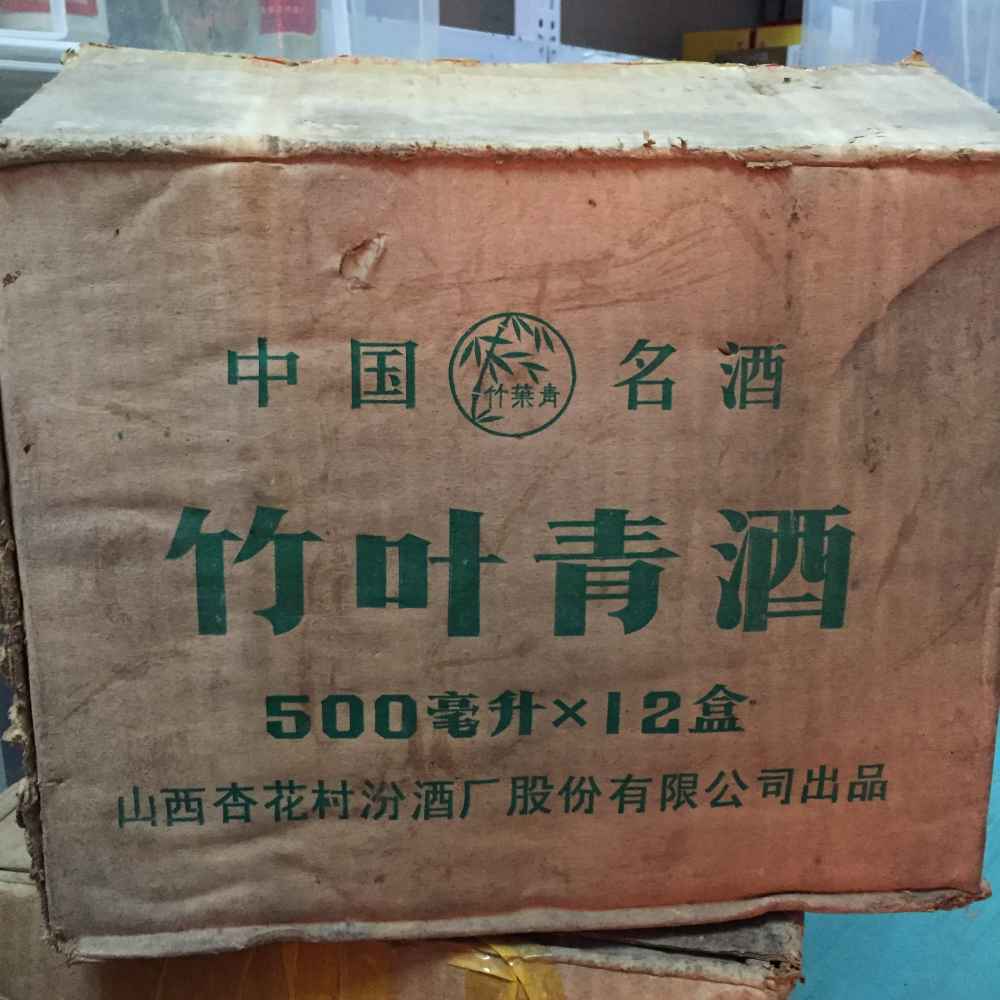 中国 竹葉青 名酒
竹叶青酒
500毫升×12盒
山西杏花村汾酒厂股份有限公司出品